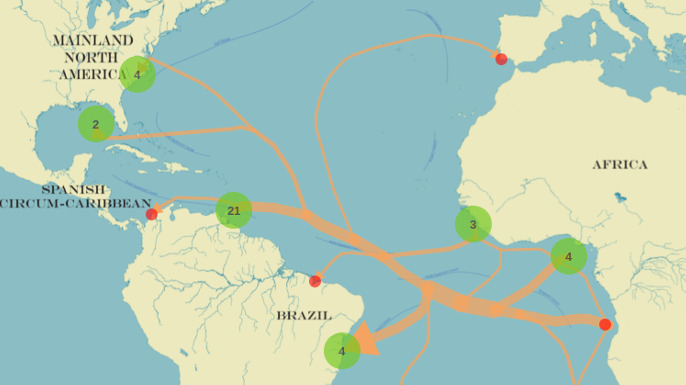 MAINLAND
NORTH
AMERICA
4
2
SPANISH
CIRCUM-CARIBBEAN
21
3
4
AFRICA
BRAZIL
4